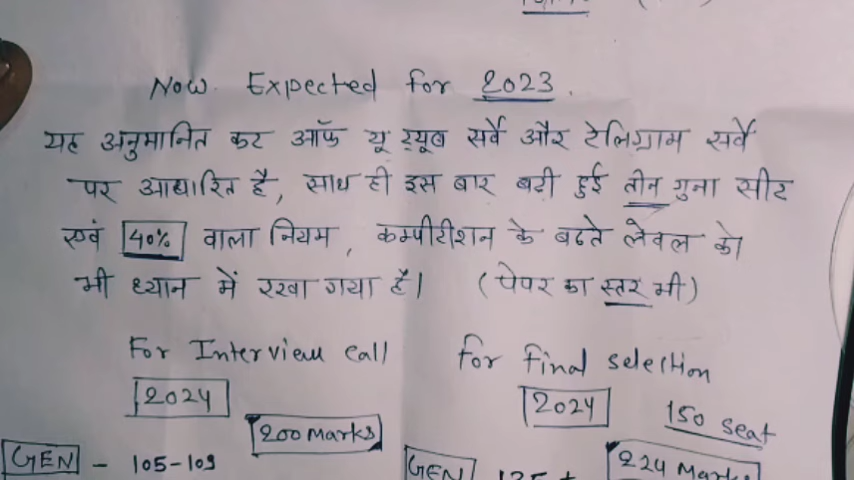 Now Expected for 2023.
यह अनुमानित कट ऑफ यू ट्यूब सर्वे और टेलिग्राम सर्वे
पर आधारित है, साथ ही इस बार बढी हुई तीन गुना सीट
एवं 40% वाला नियम, कम्पीटीशन के बढते लेवल को
भी ध्यान में रखा गया है। (पेपर का स्तर भी)
For Interview call for final selection
2024 2024 150 seat
200 Marks
GEN - 105-109 GEN 224 Marks